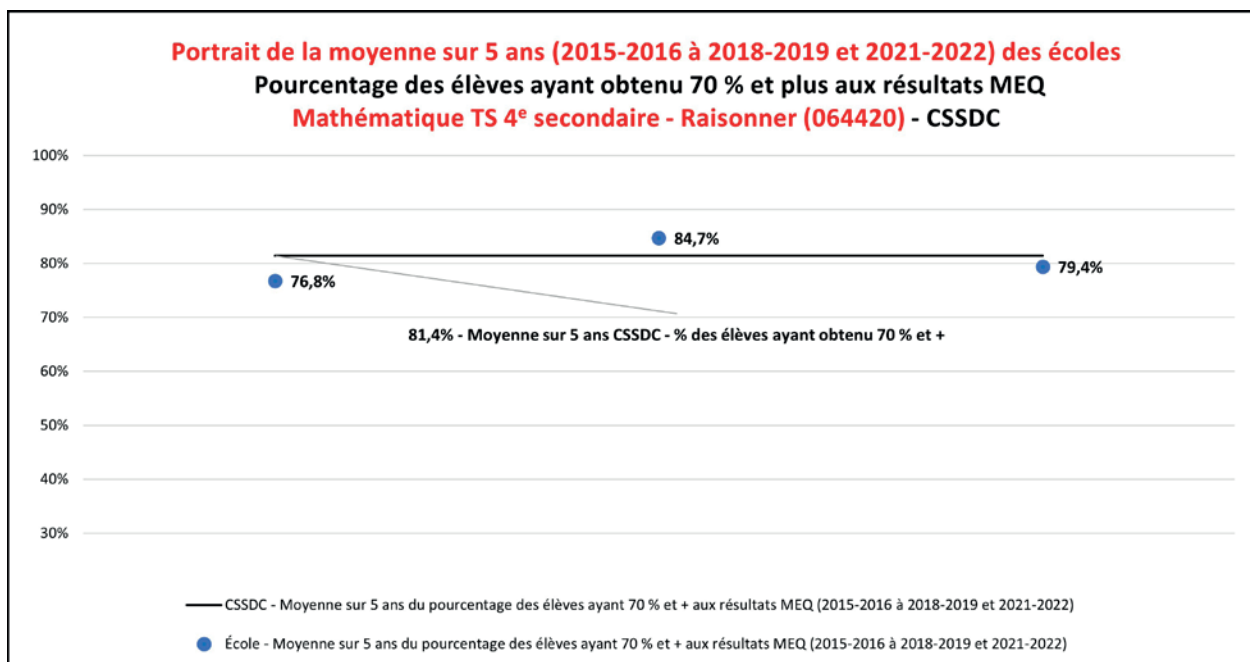 Portrait de la moyenne sur 5 ans (2015-2016 à 2018-2019 et 2021-2022) des écoles
Pourcentage des élèves ayant obtenu 70 % et plus aux résultats MEQ
Mathématique TS 4e secondaire - Raisonner (064420) - CSSDC
100%
90%
84,7%
80%
76,8%
79,4%
70%
81,4% - Moyenne sur 5 ans CSSDC - % des élèves ayant obtenu 70 % et +
60%
50%
40%
30%
CSSDC - Moyenne sur 5 ans du pourcentage des élèves ayant 70 % et + aux résultats MEQ (2015-2016 à 2018-2019 et 2021-2022)
École - Moyenne sur 5 ans du pourcentage des élèves ayant 70 % et + aux résultats MEQ (2015-2016 à 2018-2019 et 2021-2022)